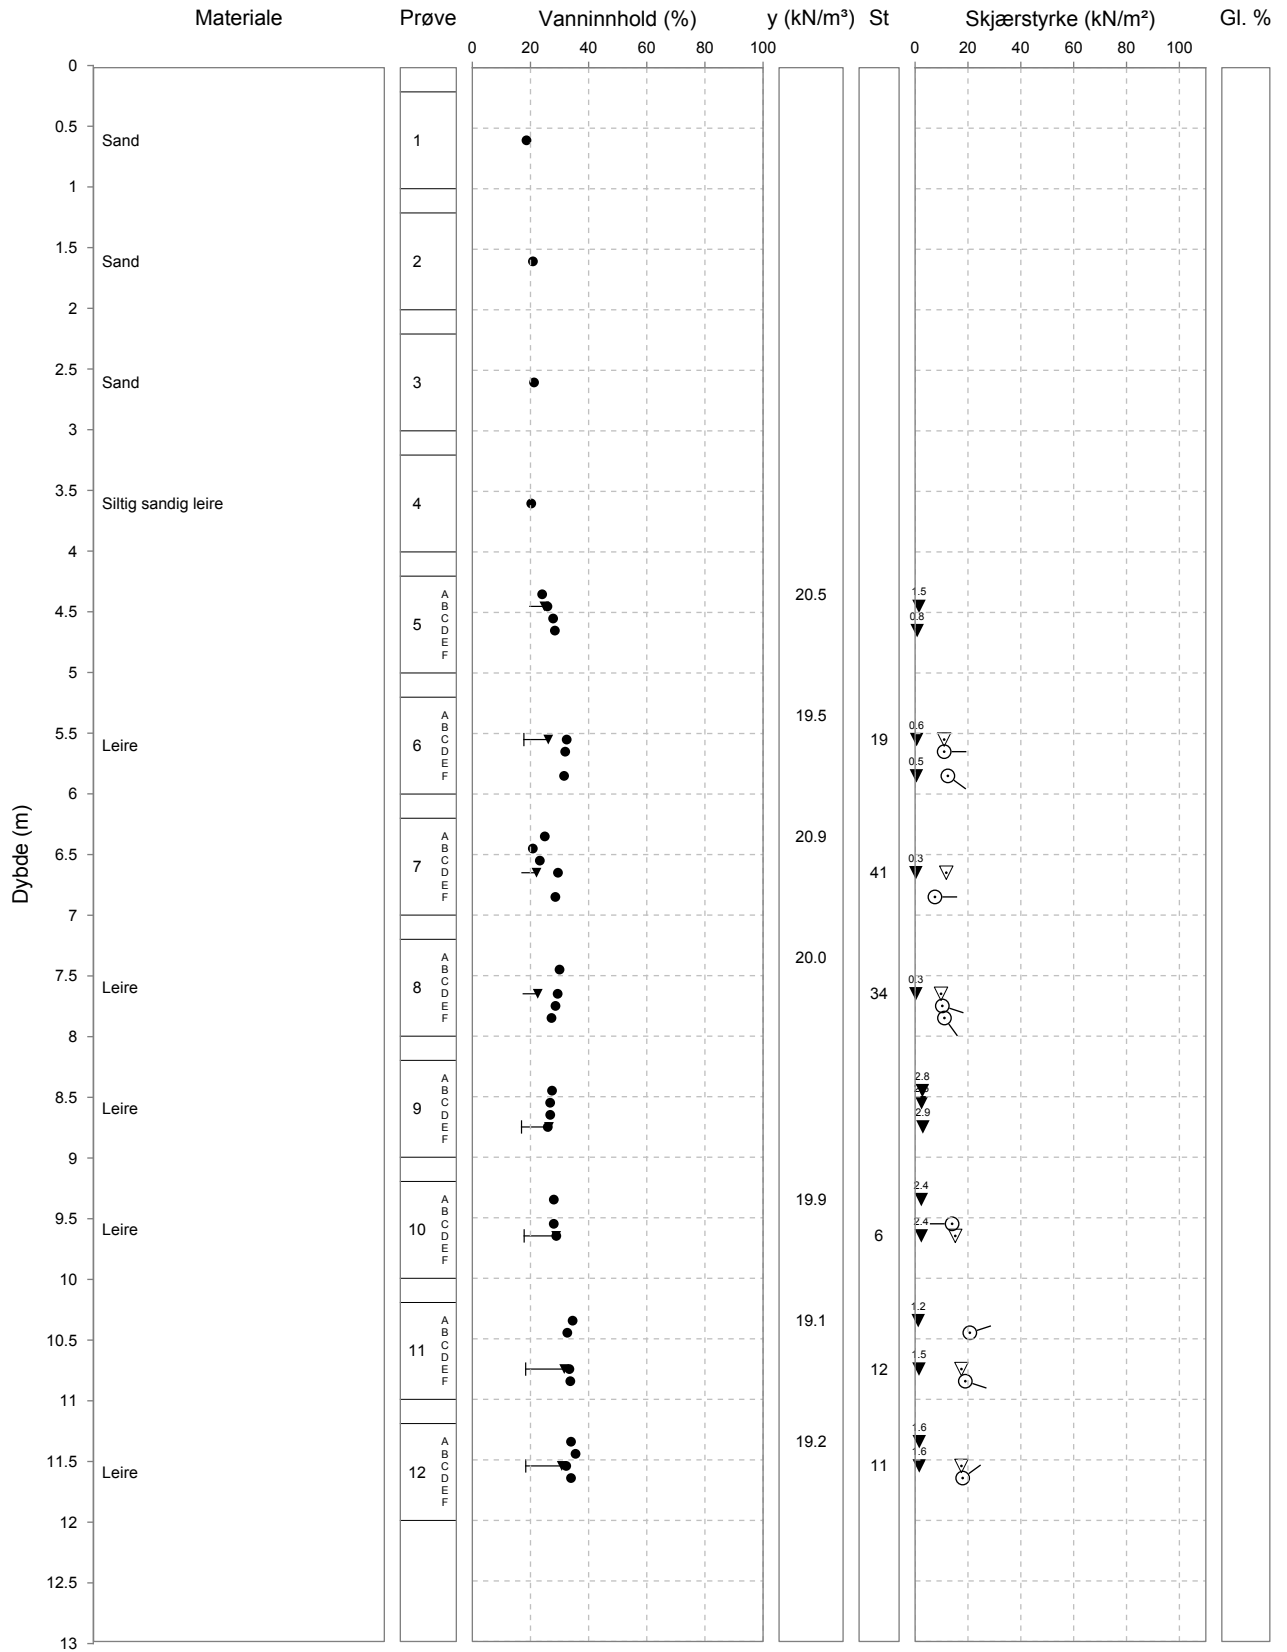 Materiale Prøve Vanninnhold (%) y (kN/m³) St Skjærstyrke (kN/m²) Gl. %
0 20 40 60 80 100 0 20 40 60 80 100
0
0.5
Sand 1
1
1.5
Sand 2
2
2.5
Sand 3
3
3.5
Siltig sandig leire 4
4
A 20.5 1.5
4.5 B
C 0.8
5 D
E
F
5
A 19.5
B 0.6
5.5 C 19
Leire 6 D
E 0.5
F
6
Dybde (m)
A 20.9
B
6.5 C 0.3
7 D 41
E
F
7
A 20.0
B
7.5 C 0.3
Leire 8 D 34
E
F
8
A 2.8
B
8.5 C
Leire 9 D 2.9
E
F
9
A 19.9 2.4
B
9.5 C 2.4
Leire 10 D 6
E
F
10
A 19.1 1.2
B
10.5 C
11 D 1.5
E 12
F
11
A 19.2 1.6
B 1.6
11.5 C 11
Leire 12 D
E
F
12
12.5
13